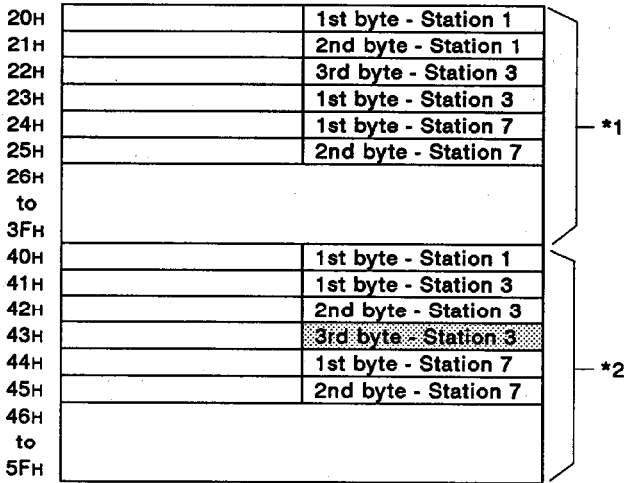 20H 1st byte - Station 1
21H 2nd byte - Station 1
22H 3rd byte - Station 3
23H 1st byte - Station 3
24H 1st byte - Station 7
25H 2nd byte - Station 7
*1
26H
to
3FH
40H 1st byte - Station 1
41H 1st byte - Station 3
42H 2nd byte - Station 3
43H 3rd byte - Station 3
44H 1st byte - Station 7
45H 2nd byte - Station 7
*2
46H
to
5FH